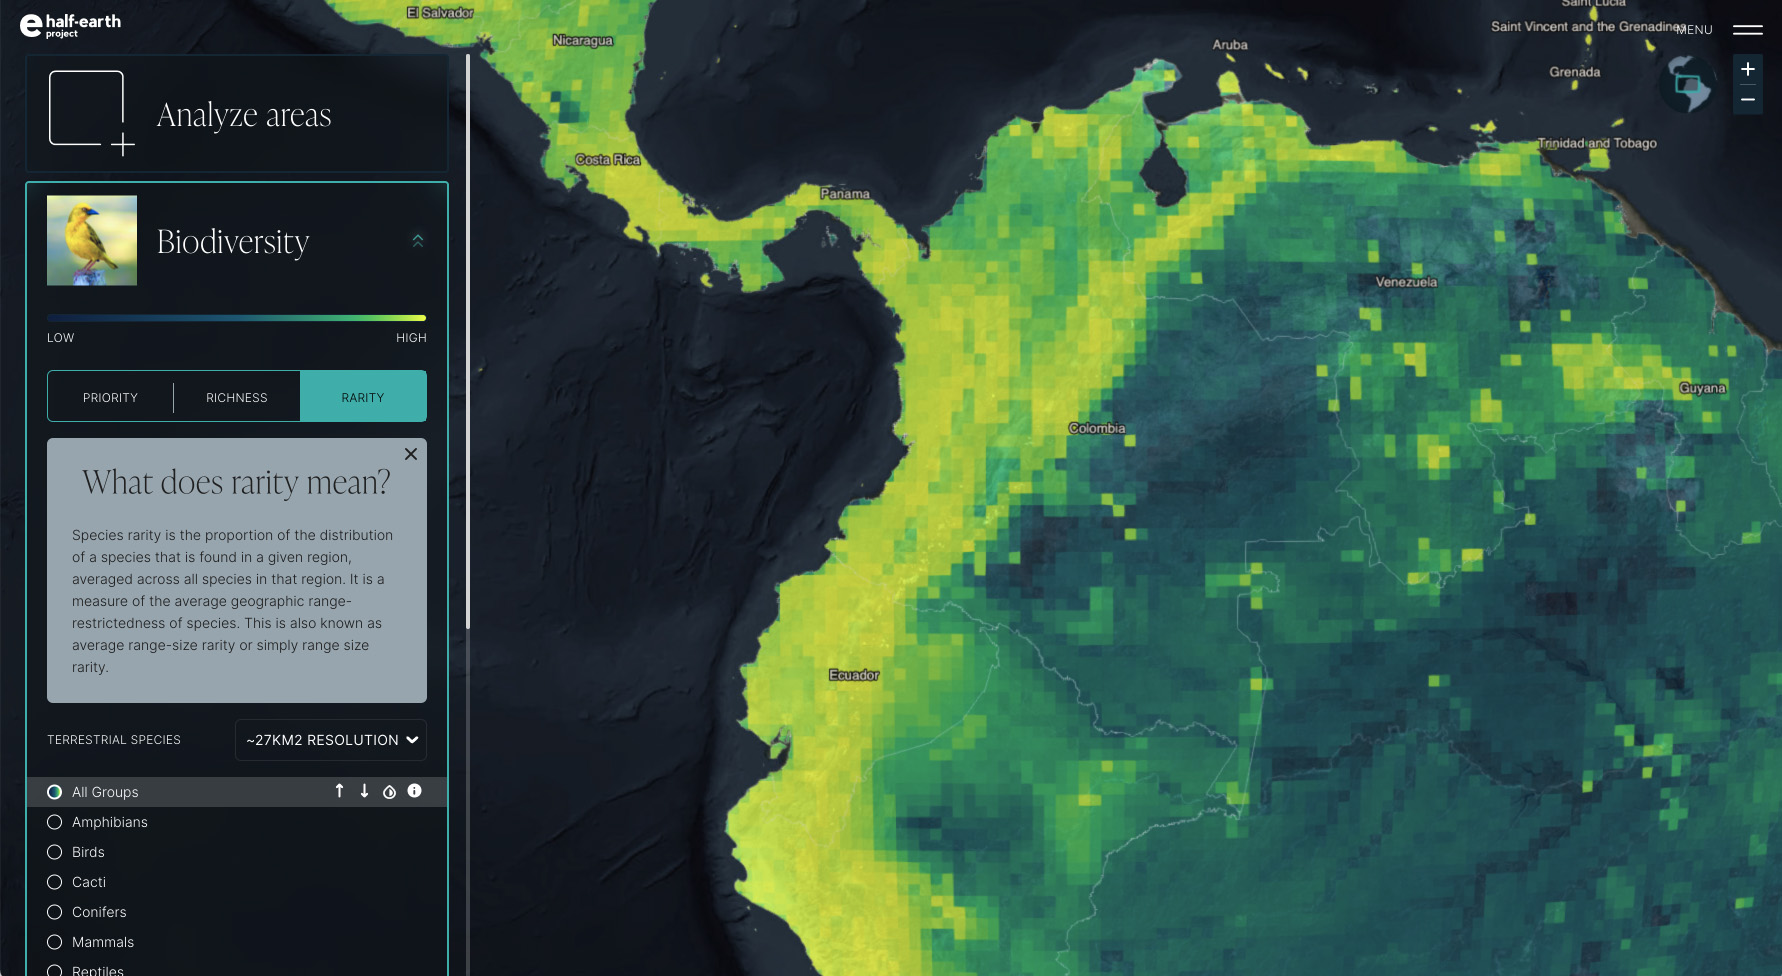 half-earth
project
Analyze areas
Biodiversity
LOW
HIGH
PRIORITY
RICHNESS
RARITY
What does rarity mean?
Species rarity is the proportion of the distribution
of a species that is found in a given region,
averaged across all species in that region. It is a
measure of the average geographic range-
restrictedness of species. This is also known as
average range-size rarity or simply range size
rarity.
TERRESTRIAL SPECIES
~27KM2 RESOLUTION
All Groups
Amphibians
Birds
Cacti
Conifers
Mammals
Reptiles
El Salvador
Nicaragua
Costa Rica
Panama
Aruba
Saint Lucia
Saint Vincent and the Grenadines
MENU
Grenada
Trinidad and Tobago
Venezuela
Guyana
Colombia
Ecuador